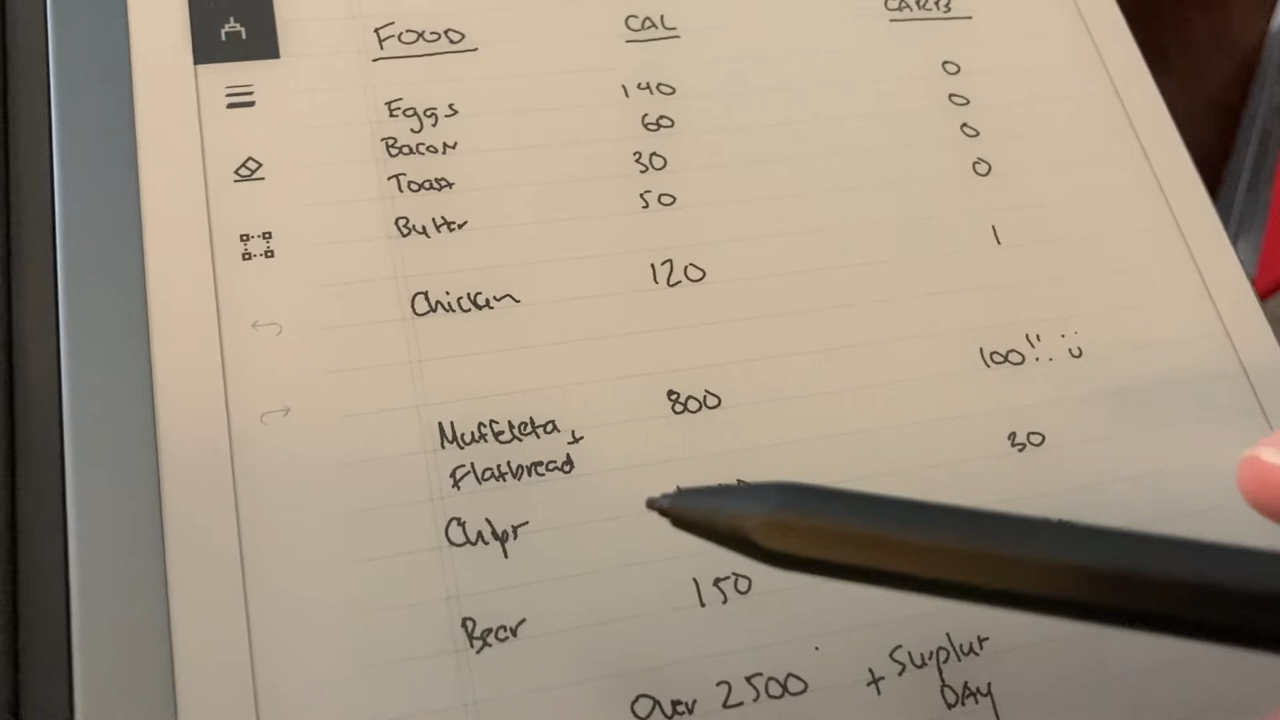 FOOD CAL CARBS
Eggs 140 0
Bacon 60 0
Toast 30 0
Butter 50 0
Chicken 120 1
Muffleta + 800 100!! :)
Flatbread
Chips 30
Beer 150
Over 2500 + Surplus
DAY